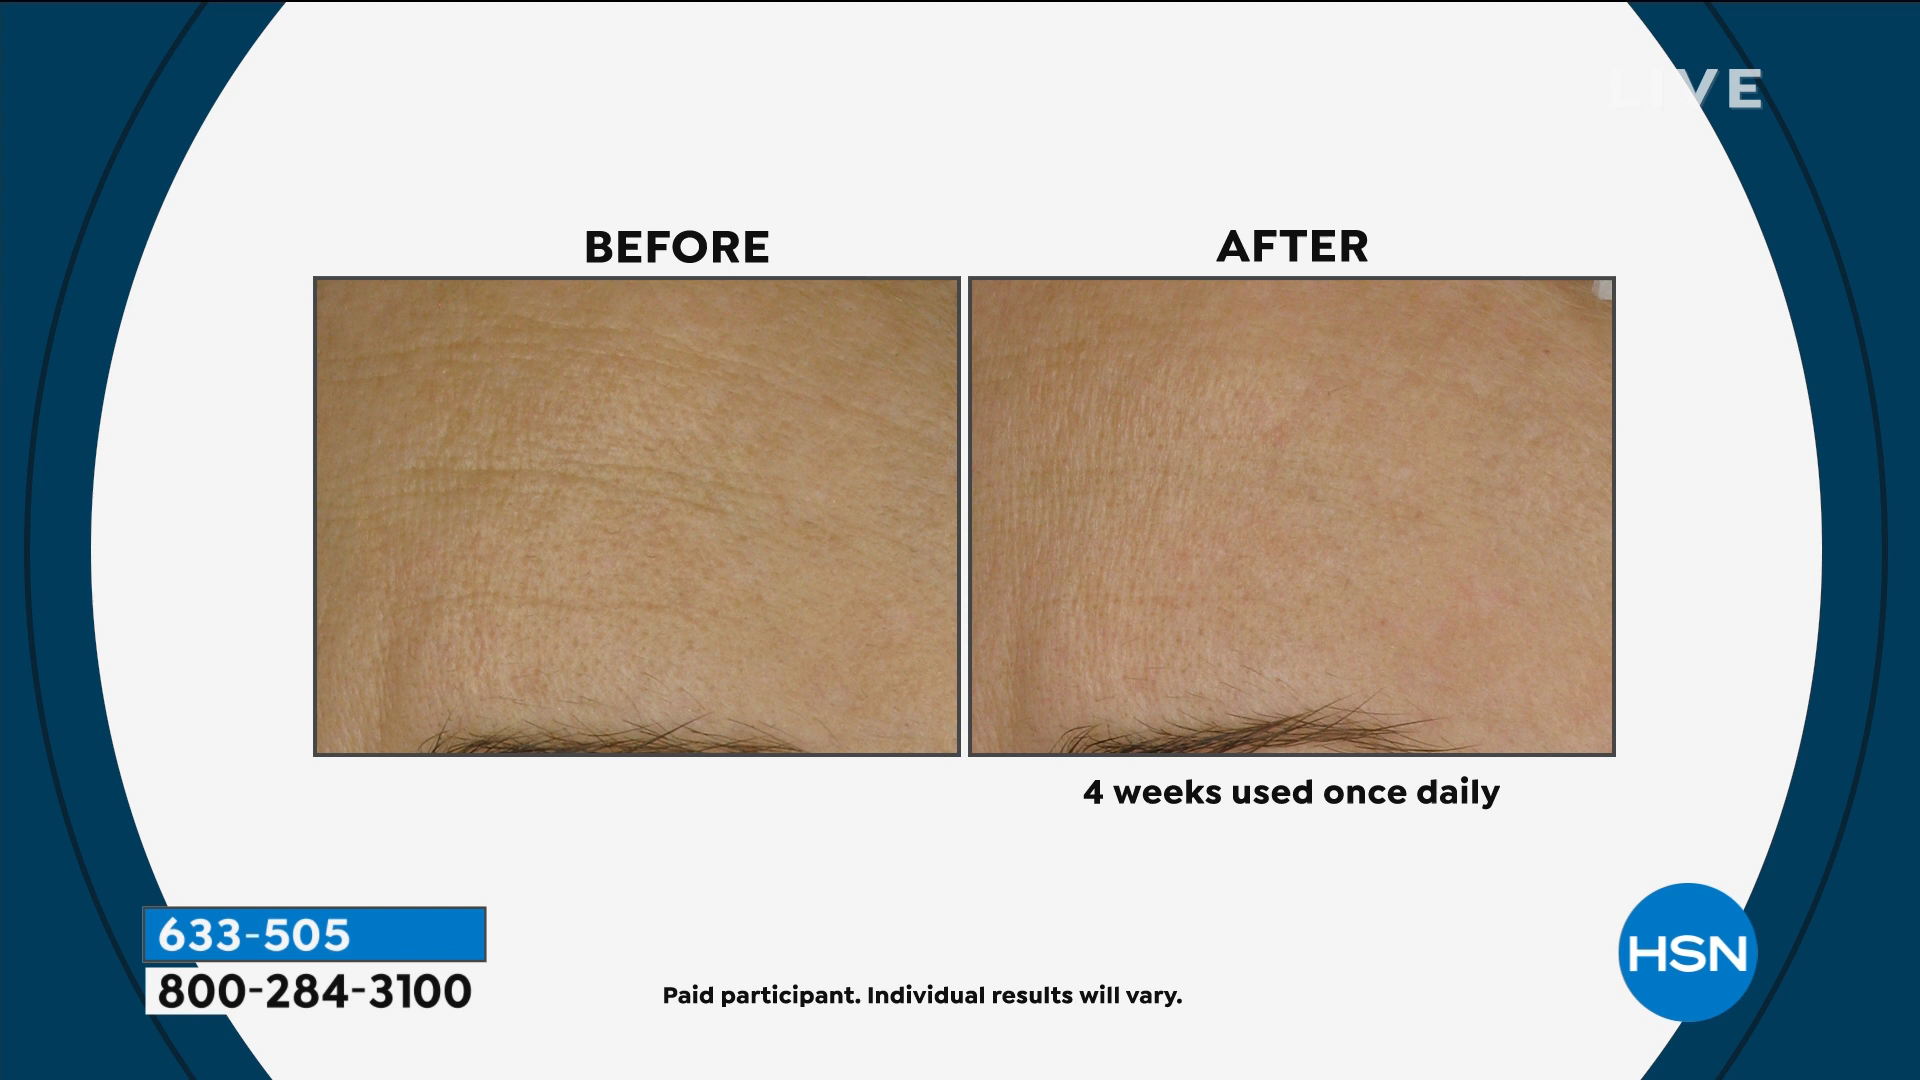 LIVE
BEFORE
AFTER
4 weeks used once daily
633-505
800-284-3100
Paid participant. Individual results will vary.
HSN